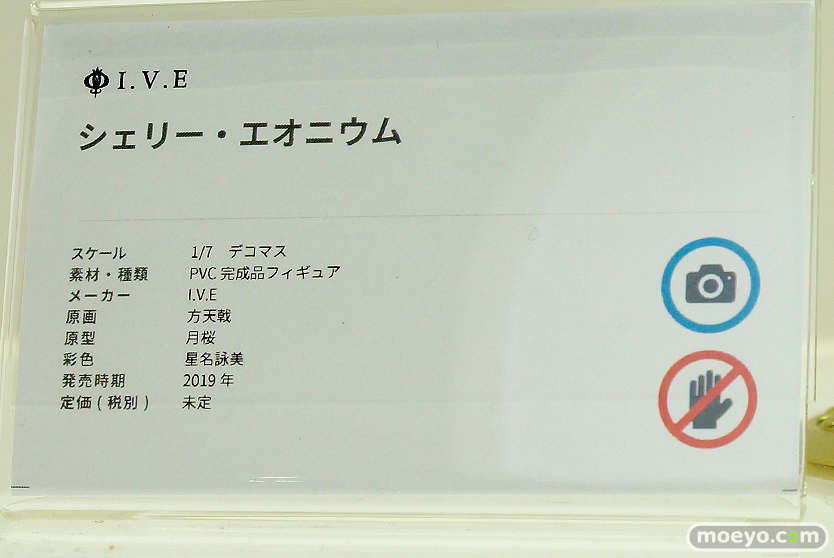 I.V.E
シェリー・エオニウム
スケール 1/7 デコマス
素材・種類 PVC 完成品フィギュア
メーカー I.V.E
原画 方天戟
原型 月桜
彩色 星名詠美
発売時期 2019 年
定価 ( 税別 ) 未定
moeyo.com